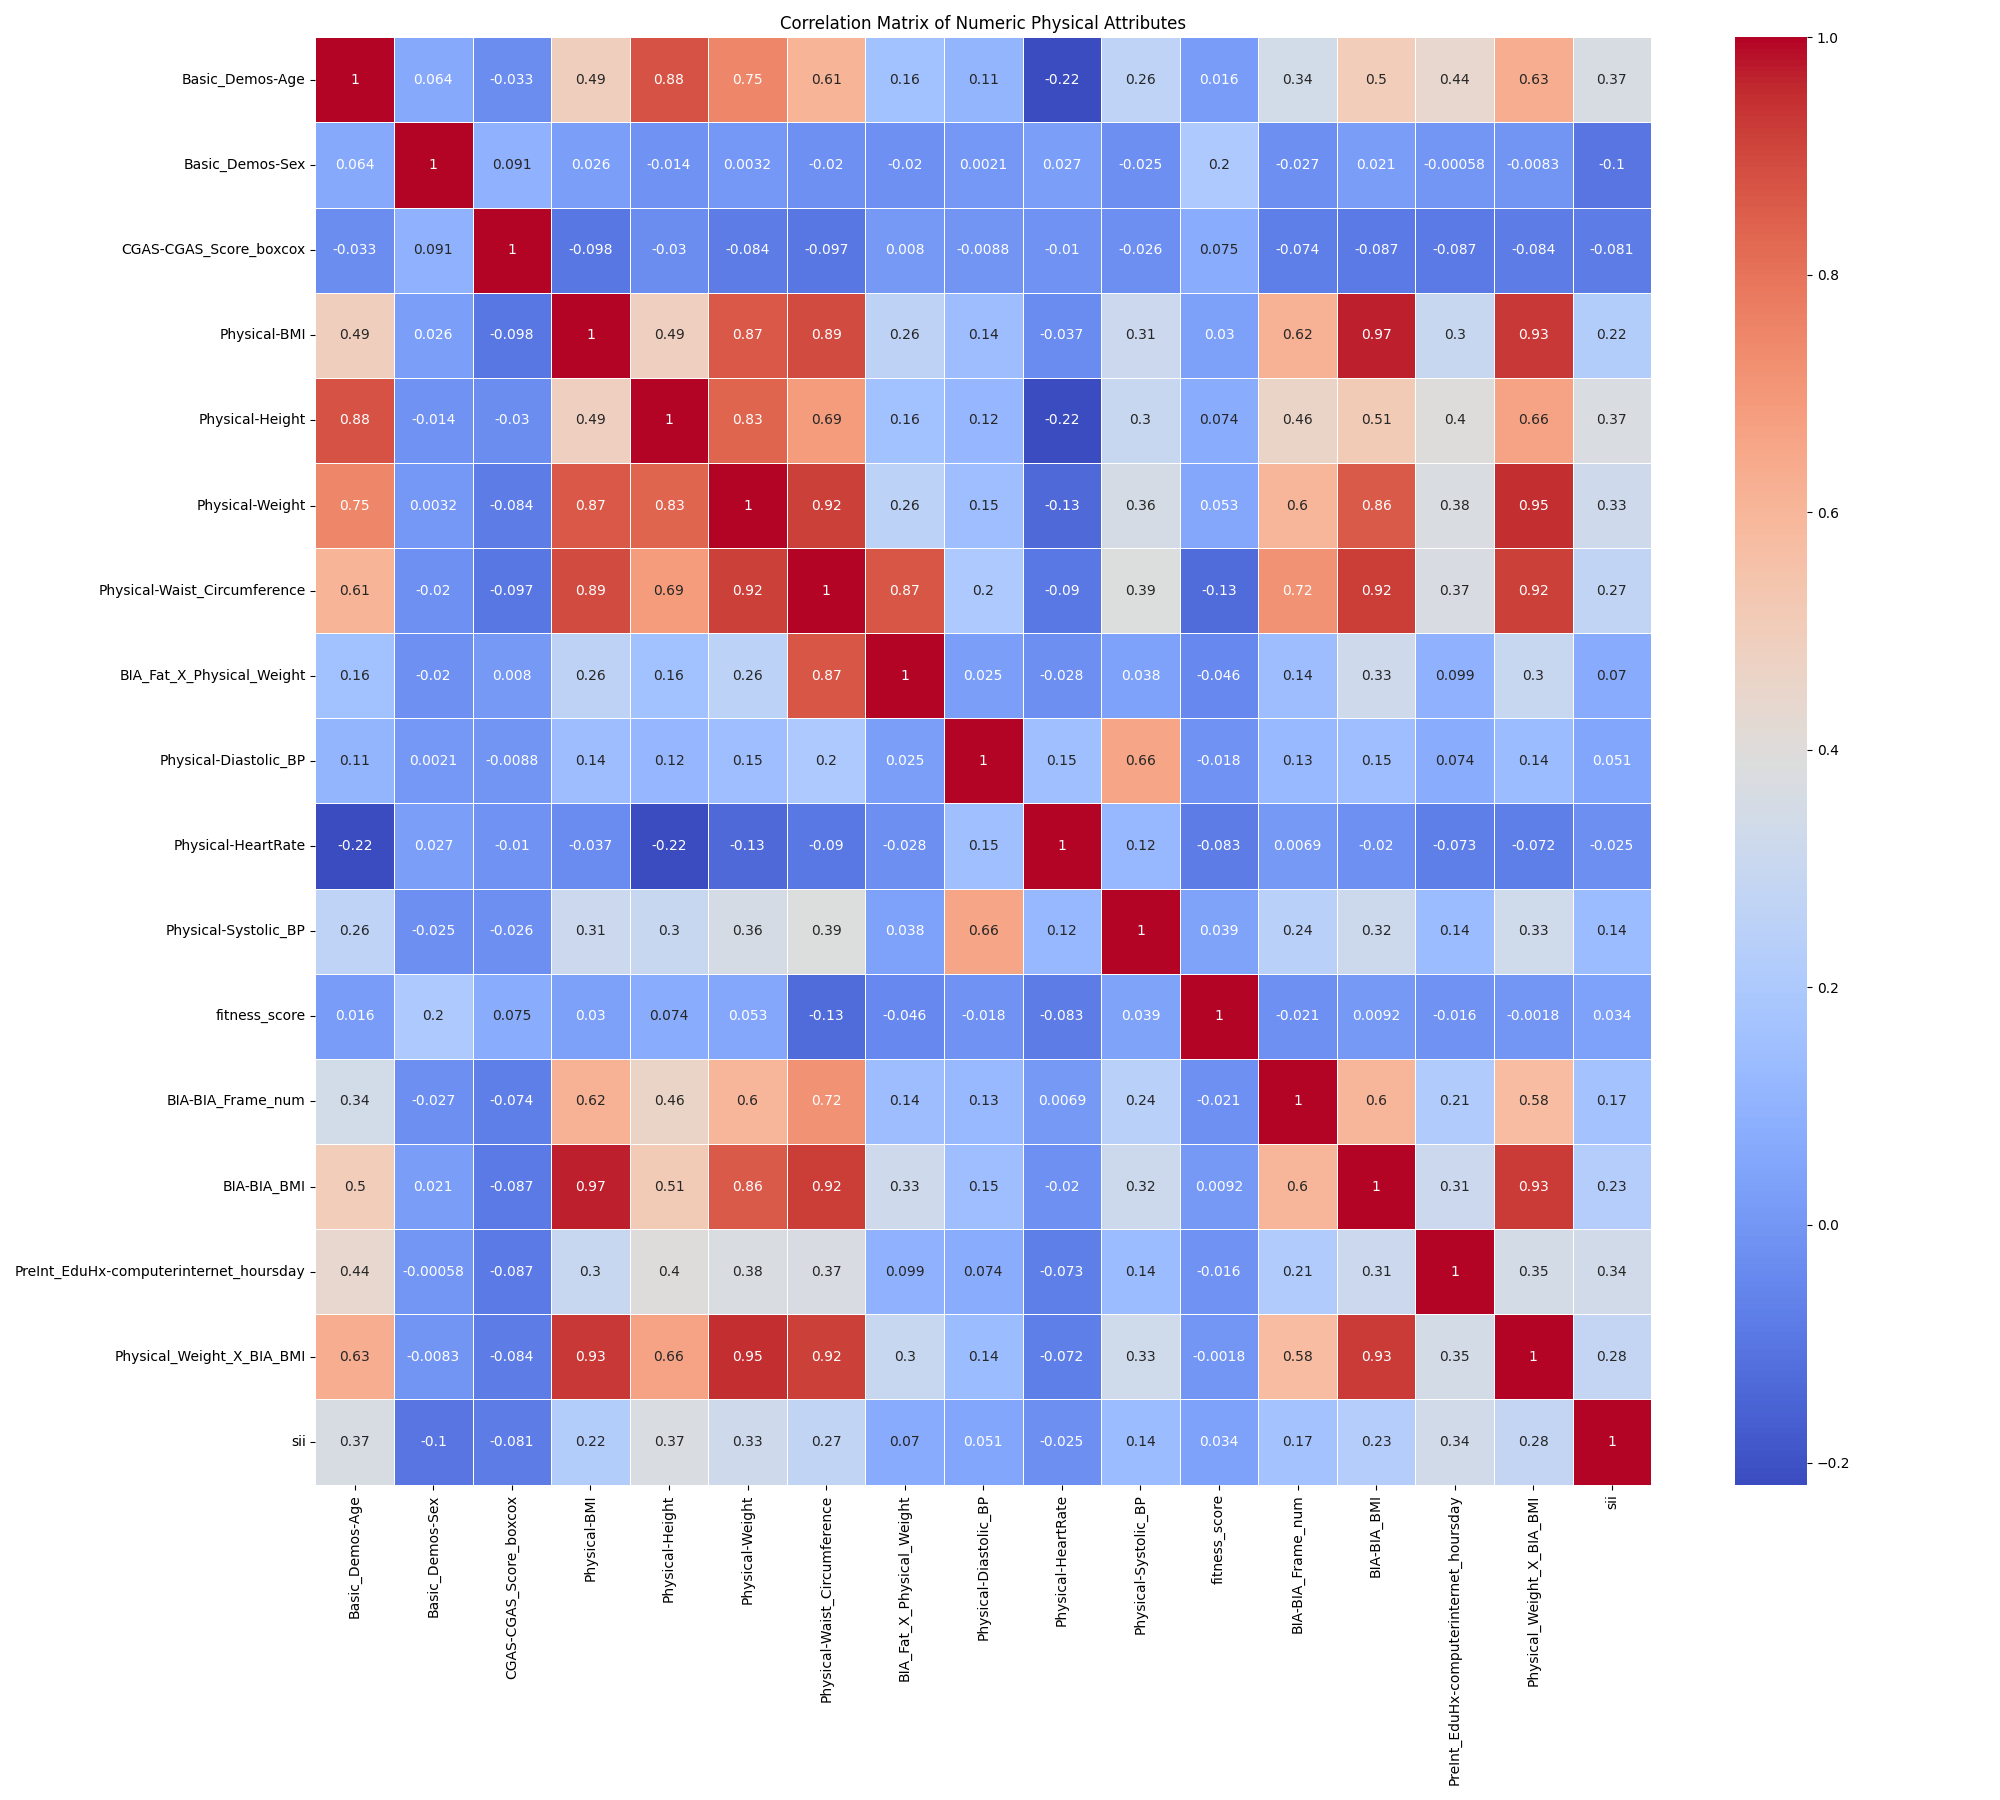 Correlation Matrix of Numeric Physical Attributes
Basic_Demos-Age 1 0.064 -0.033 0.49 0.88 0.75 0.61 0.16 0.11 -0.22 0.26 0.016 0.34 0.5 0.44 0.63 0.37
Basic_Demos-Sex 0.064 1 0.091 0.026 -0.014 0.0032 -0.02 -0.02 0.0021 0.027 -0.025 0.2 -0.027 0.021 -0.00058 -0.0083 -0.1
CGAS-CGAS_Score_boxcox -0.033 0.091 1 -0.098 -0.03 -0.084 -0.097 0.008 -0.0088 -0.01 -0.026 0.075 -0.074 -0.087 -0.087 -0.084 -0.081
Physical-BMI 0.49 0.026 -0.098 1 0.49 0.87 0.89 0.26 0.14 -0.037 0.31 0.03 0.62 0.97 0.3 0.93 0.22
Physical-Height 0.88 -0.014 -0.03 0.49 1 0.83 0.69 0.16 0.12 -0.22 0.3 0.074 0.46 0.51 0.4 0.66 0.37
Physical-Weight 0.75 0.0032 -0.084 0.87 0.83 1 0.92 0.26 0.15 -0.13 0.36 0.053 0.6 0.86 0.38 0.95 0.33
Physical-Waist_Circumference 0.61 -0.02 -0.097 0.89 0.69 0.92 1 0.87 0.2 -0.09 0.39 -0.13 0.72 0.92 0.37 0.92 0.27
BIA_Fat_X_Physical_Weight 0.16 -0.02 0.008 0.26 0.16 0.26 0.87 1 0.025 -0.028 0.038 -0.046 0.14 0.33 0.099 0.3 0.07
Physical-Diastolic_BP 0.11 0.0021 -0.0088 0.14 0.12 0.15 0.2 0.025 1 0.15 0.66 -0.018 0.13 0.15 0.074 0.14 0.051
Physical-HeartRate -0.22 0.027 -0.01 -0.037 -0.22 -0.13 -0.09 -0.028 0.15 1 0.12 -0.083 0.0069 -0.02 -0.073 -0.072 -0.025
Physical-Systolic_BP 0.26 -0.025 -0.026 0.31 0.3 0.36 0.39 0.038 0.66 0.12 1 0.039 0.24 0.32 0.14 0.33 0.14
fitness_score 0.016 0.2 0.075 0.03 0.074 0.053 -0.13 -0.046 -0.018 -0.083 0.039 1 -0.021 0.0092 -0.016 -0.0018 0.034
BIA-BIA_Frame_num 0.34 -0.027 -0.074 0.62 0.46 0.6 0.72 0.14 0.13 0.0069 0.24 -0.021 1 0.6 0.21 0.58 0.17
BIA-BIA_BMI 0.5 0.021 -0.087 0.97 0.51 0.86 0.92 0.33 0.15 -0.02 0.32 0.0092 0.6 1 0.31 0.93 0.23
PreInt_EduHx-computerinternet_hoursday 0.44 -0.00058 -0.087 0.3 0.4 0.38 0.37 0.099 0.074 -0.073 0.14 -0.016 0.21 0.31 1 0.35 0.34
Physical_Weight_X_BIA_BMI 0.63 -0.0083 -0.084 0.93 0.66 0.95 0.92 0.3 0.14 -0.072 0.33 -0.0018 0.58 0.93 0.35 1 0.28
sii 0.37 -0.1 -0.081 0.22 0.37 0.33 0.27 0.07 0.051 -0.025 0.14 0.034 0.17 0.23 0.34 0.28 1
Basic_Demos-Age
Basic_Demos-Sex
CGAS-CGAS_Score_boxcox
Physical-BMI
Physical-Height
Physical-Weight
Physical-Waist_Circumference
BIA_Fat_X_Physical_Weight
Physical-Diastolic_BP
Physical-HeartRate
Physical-Systolic_BP
fitness_score
BIA-BIA_Frame_num
BIA-BIA_BMI
PreInt_EduHx-computerinternet_hoursday
Physical_Weight_X_BIA_BMI
sii
1.0
0.8
0.6
0.4
0.2
0.0
−0.2